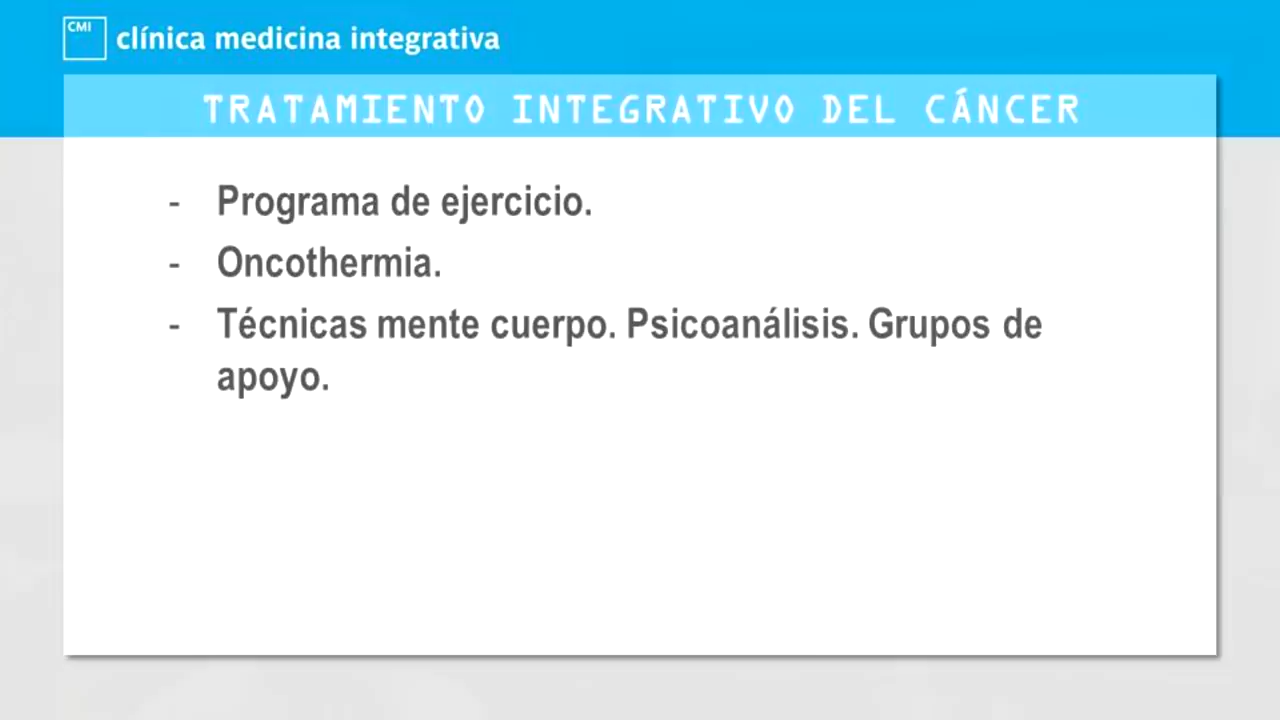 CMI
clínica medicina integrativa
TRATAMIENTO INTEGRATIVO DEL CÁNCER
- Programa de ejercicio.
- Oncothermia.
- Técnicas mente cuerpo. Psicoanálisis. Grupos de
apoyo.